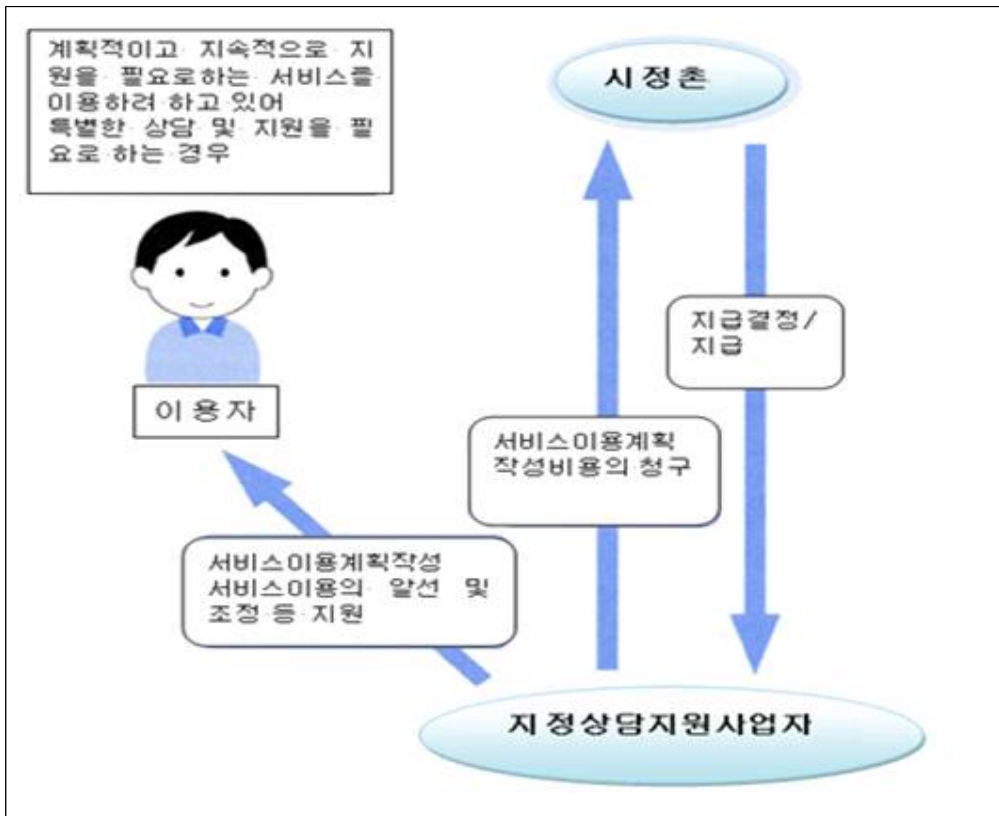 계획적이고 지속적으로 지
원을 필요로하는 서비스를
이용하려 하고 있어
특별한 상담 및 지원을 필
요로 하는 경우
시정촌
지급결정/
지급
이용자
서비스이용계획
작성비용의 청구
서비스이용계획작성
서비스이용의 알선 및
조정 등 지원
지정상담지원사업자